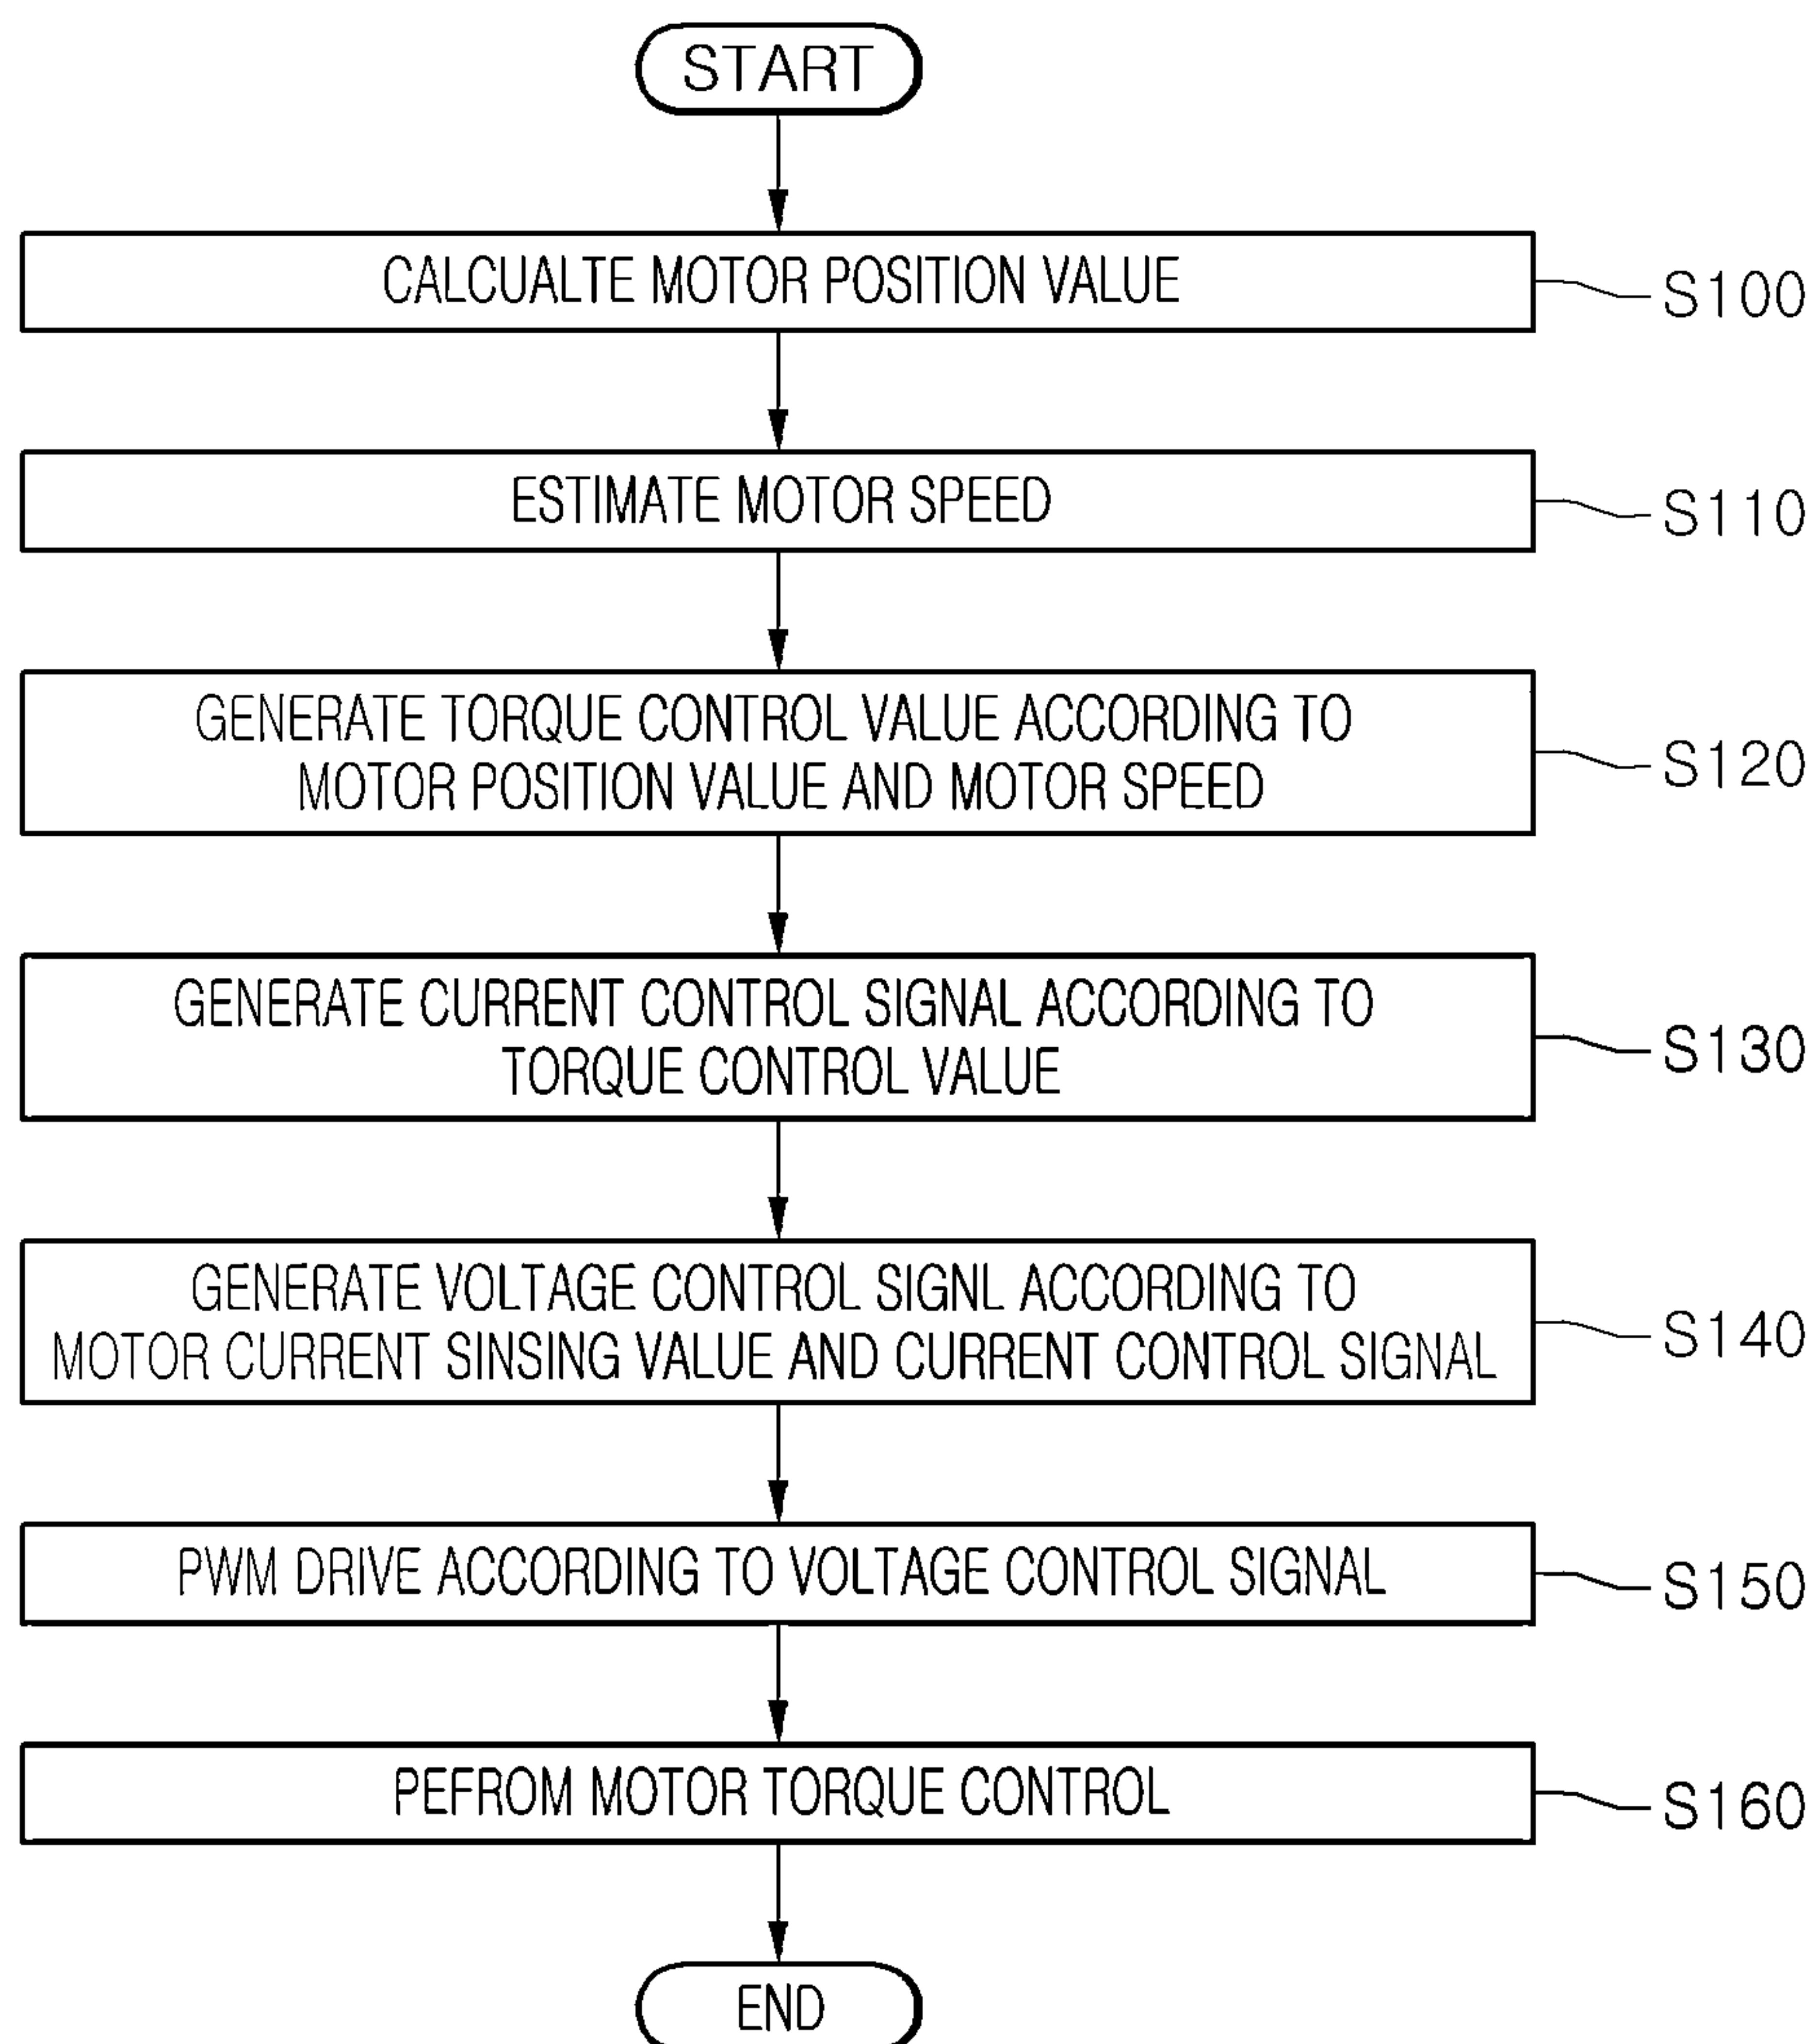 START
CALCUALTE MOTOR POSITION VALUE
S100
ESTIMATE MOTOR SPEED
S110
GENERATE TORQUE CONTROL VALUE ACCORDING TO
MOTOR POSITION VALUE AND MOTOR SPEED
S120
GENERATE CURRENT CONTROL SIGNAL ACCORDING TO
TORQUE CONTROL VALUE
S130
GENERATE VOLTAGE CONTROL SIGNL ACCORDING TO
MOTOR CURRENT SINSING VALUE AND CURRENT CONTROL SIGNAL
S140
PWM DRIVE ACCORDING TO VOLTAGE CONTROL SIGNAL
S150
PEFROM MOTOR TORQUE CONTROL
S160
END